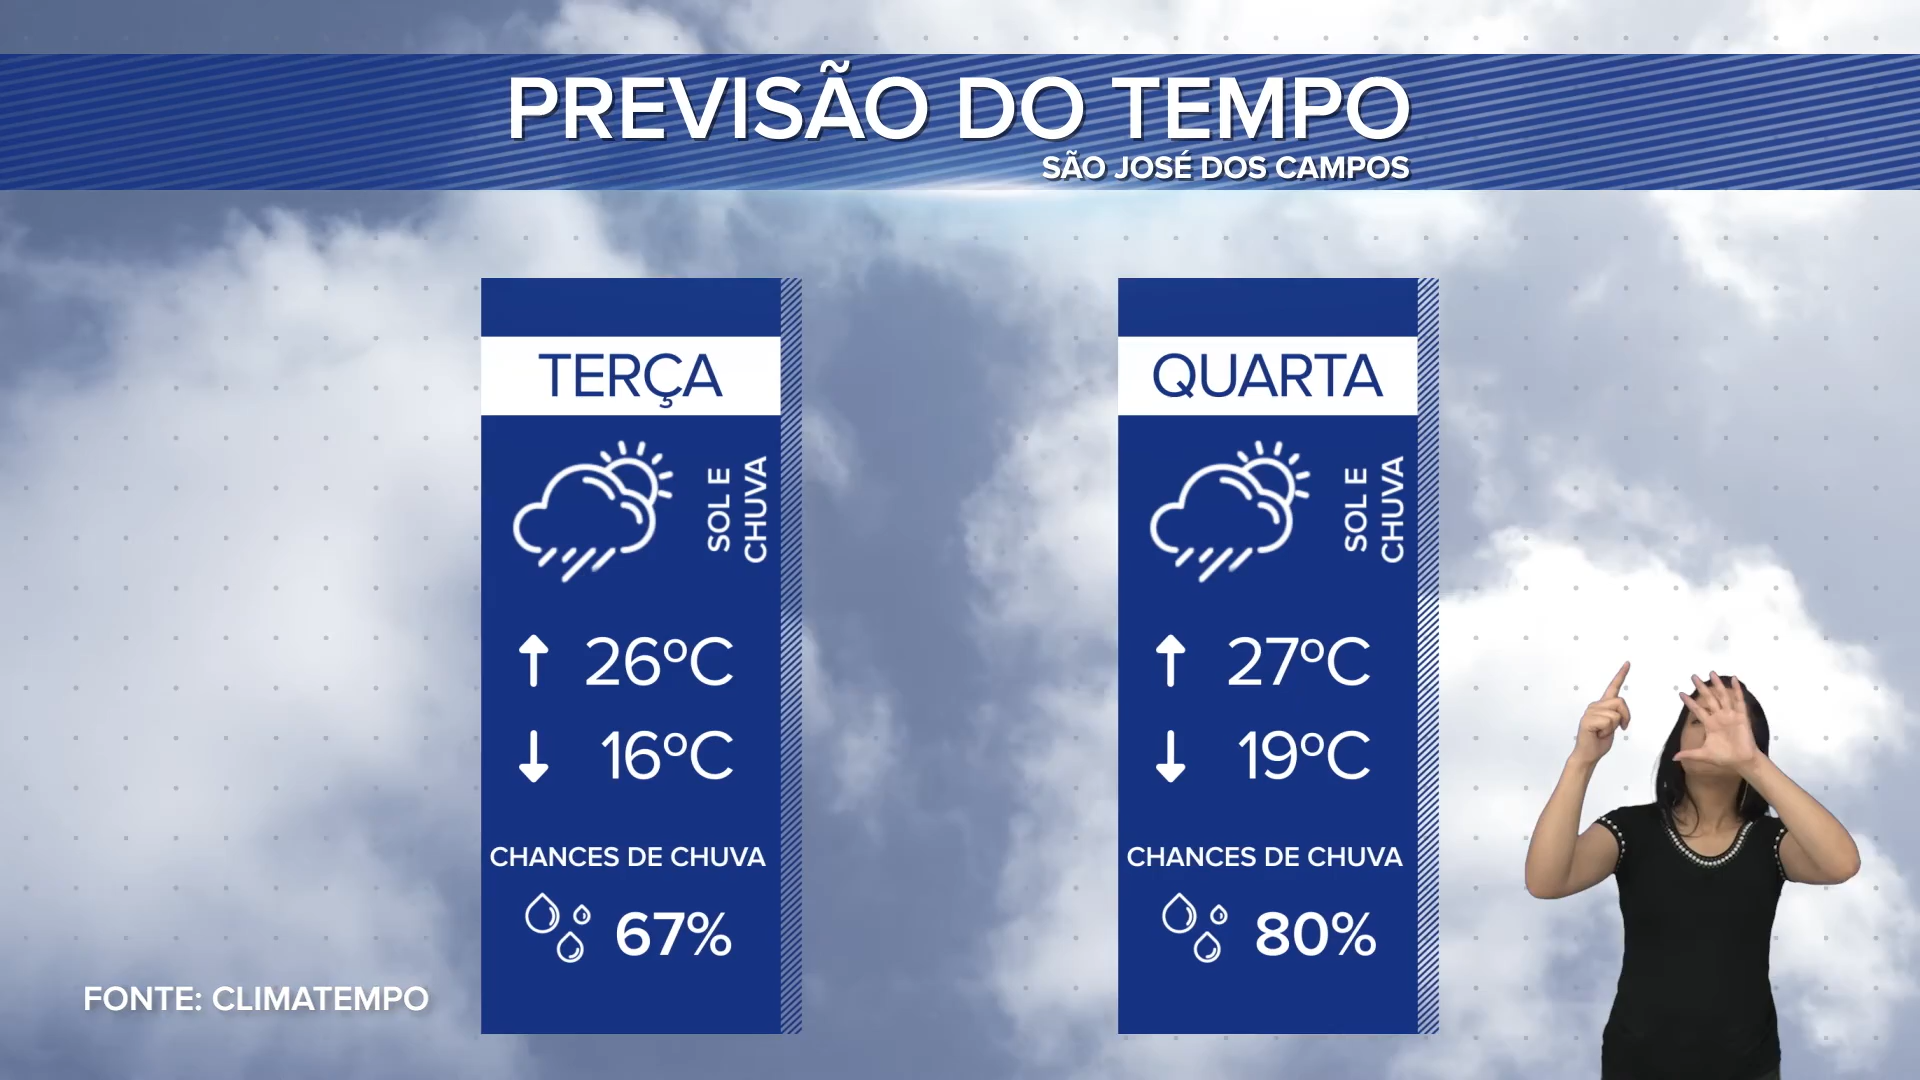 PREVISÃO DO TEMPO
SÃO JOSÉ DOS CAMPOS
TERÇA
SOL E
CHUVA
26ºC
16ºC
CHANCES DE CHUVA
67%
QUARTA
SOL E
CHUVA
27ºC
19ºC
CHANCES DE CHUVA
80%
FONTE: CLIMATEMPO